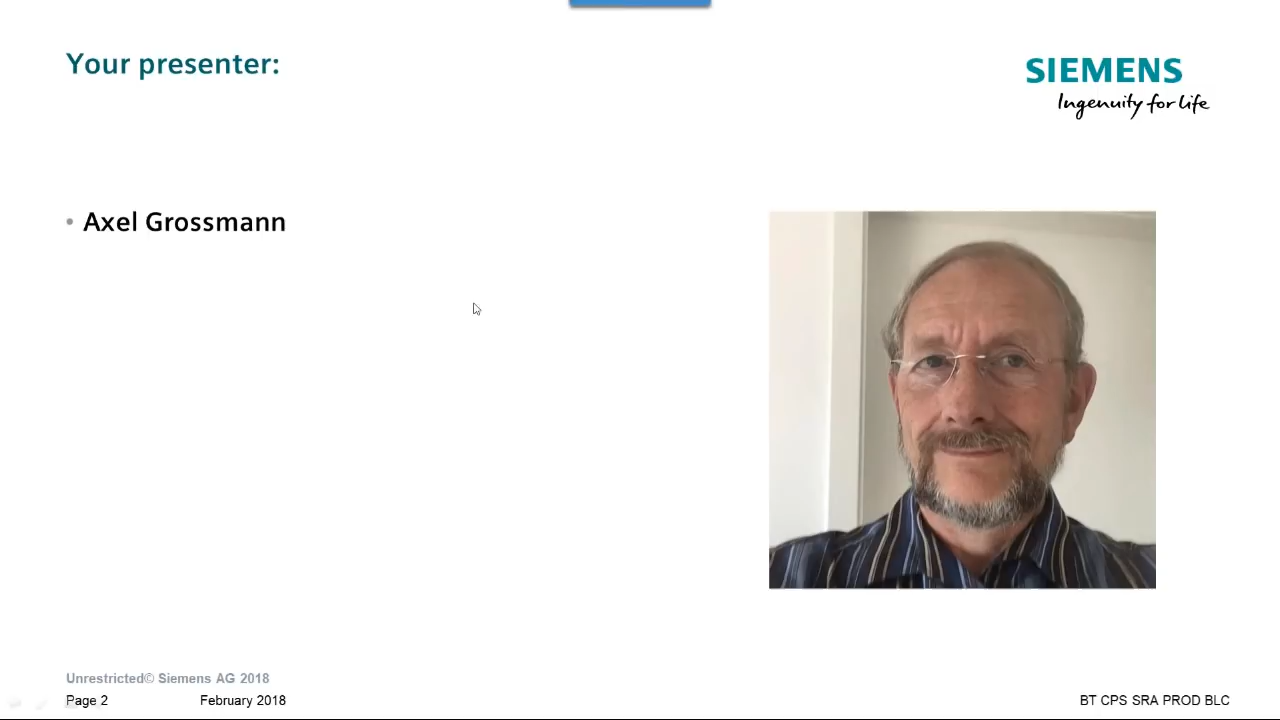 Your presenter:
SIEMENS
Ingenuity for life
• Axel Grossmann
Unrestricted© Siemens AG 2018
Page 2 February 2018 BT CPS SRA PROD BLC